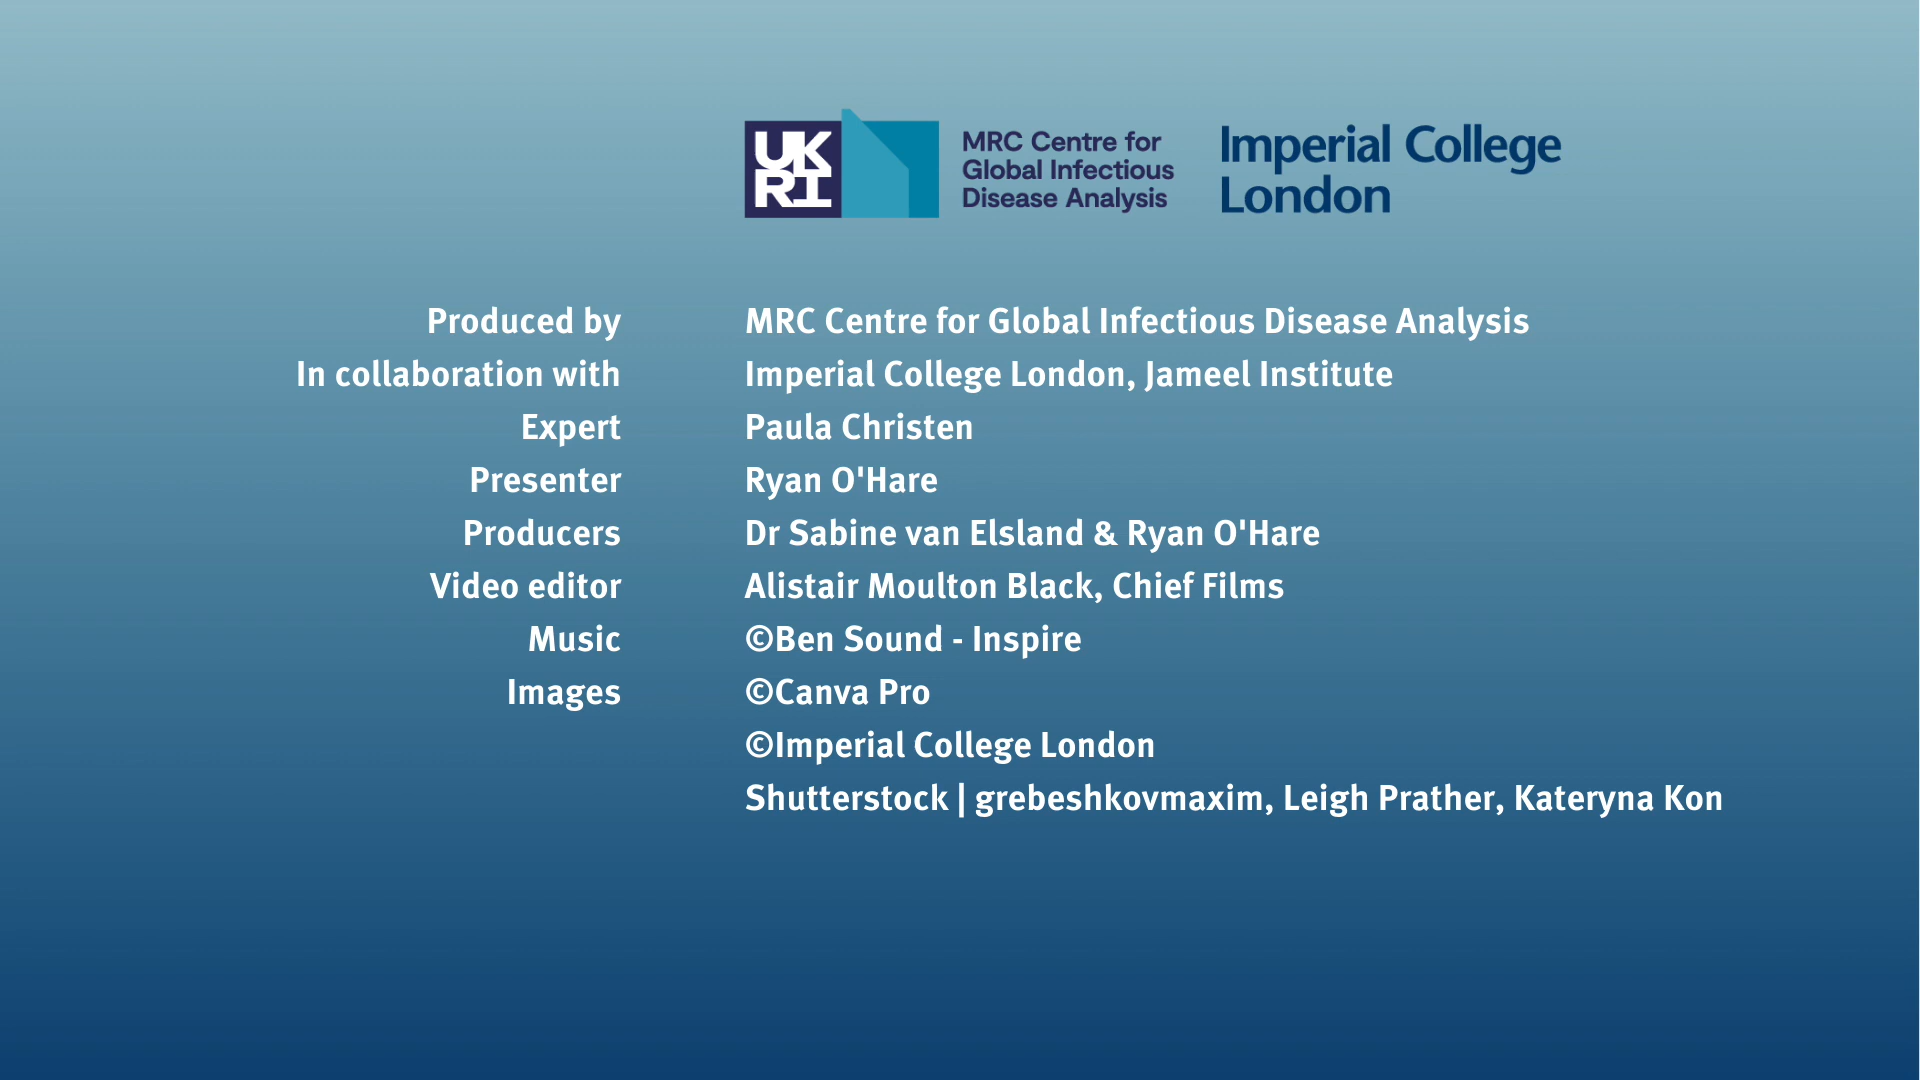 UK
RI
MRC Centre for
Global Infectious
Disease Analysis
Imperial College
London
Produced by MRC Centre for Global Infectious Disease Analysis
In collaboration with Imperial College London, Jameel Institute
Expert Paula Christen
Presenter Ryan O'Hare
Producers Dr Sabine van Elsland & Ryan O'Hare
Video editor Alistair Moulton Black, Chief Films
Music ©Ben Sound - Inspire
Images ©Canva Pro
©Imperial College London
Shutterstock | grebeshkovmaxim, Leigh Prather, Kateryna Kon